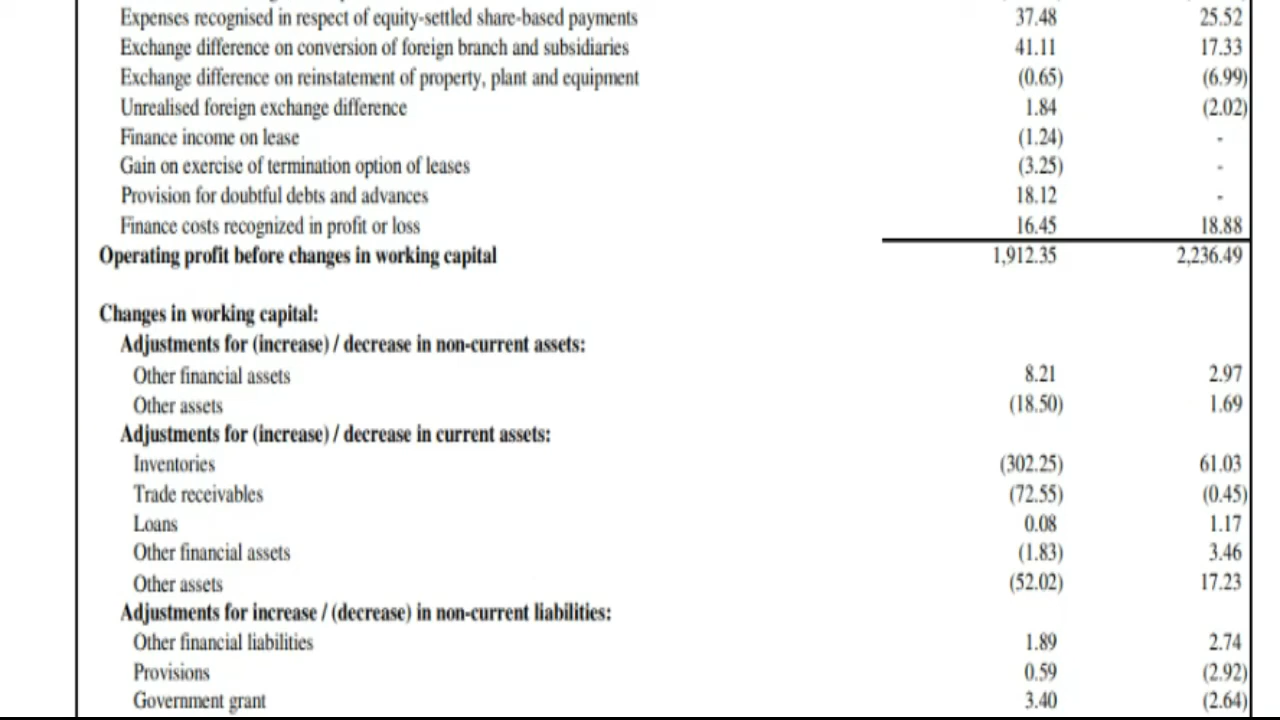 Expenses recognised in respect of equity-settled share-based payments 37.48 25.52
Exchange difference on conversion of foreign branch and subsidiaries 41.11 17.33
Exchange difference on reinstatement of property, plant and equipment (0.65) (6.99)
Unrealised foreign exchange difference 1.84 (2.02)
Finance income on lease (1.24) -
Gain on exercise of termination option of leases (3.25) -
Provision for doubtful debts and advances 18.12 -
Finance costs recognized in profit or loss 16.45 18.88
Operating profit before changes in working capital 1,912.35 2,236.49
Changes in working capital:
Adjustments for (increase) / decrease in non-current assets:
Other financial assets 8.21 2.97
Other assets (18.50) 1.69
Adjustments for (increase) / decrease in current assets:
Inventories (302.25) 61.03
Trade receivables (72.55) (0.45)
Loans 0.08 1.17
Other financial assets (1.83) 3.46
Other assets (52.02) 17.23
Adjustments for increase / (decrease) in non-current liabilities:
Other financial liabilities 1.89 2.74
Provisions 0.59 (2.92)
Government grant 3.40 (2.64)